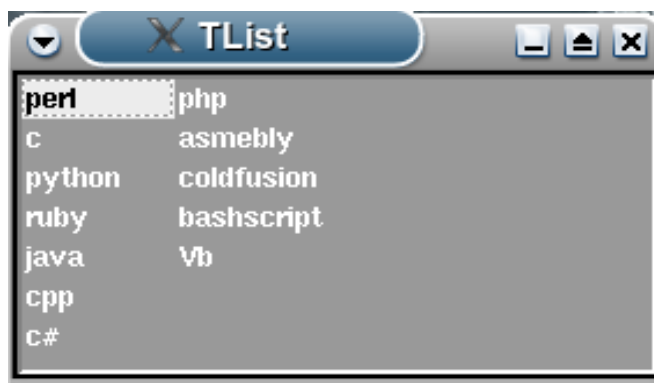 TList
perl
c
python
ruby
java
cpp
c#
php
asmebly
coldfusion
bashscript
Vb